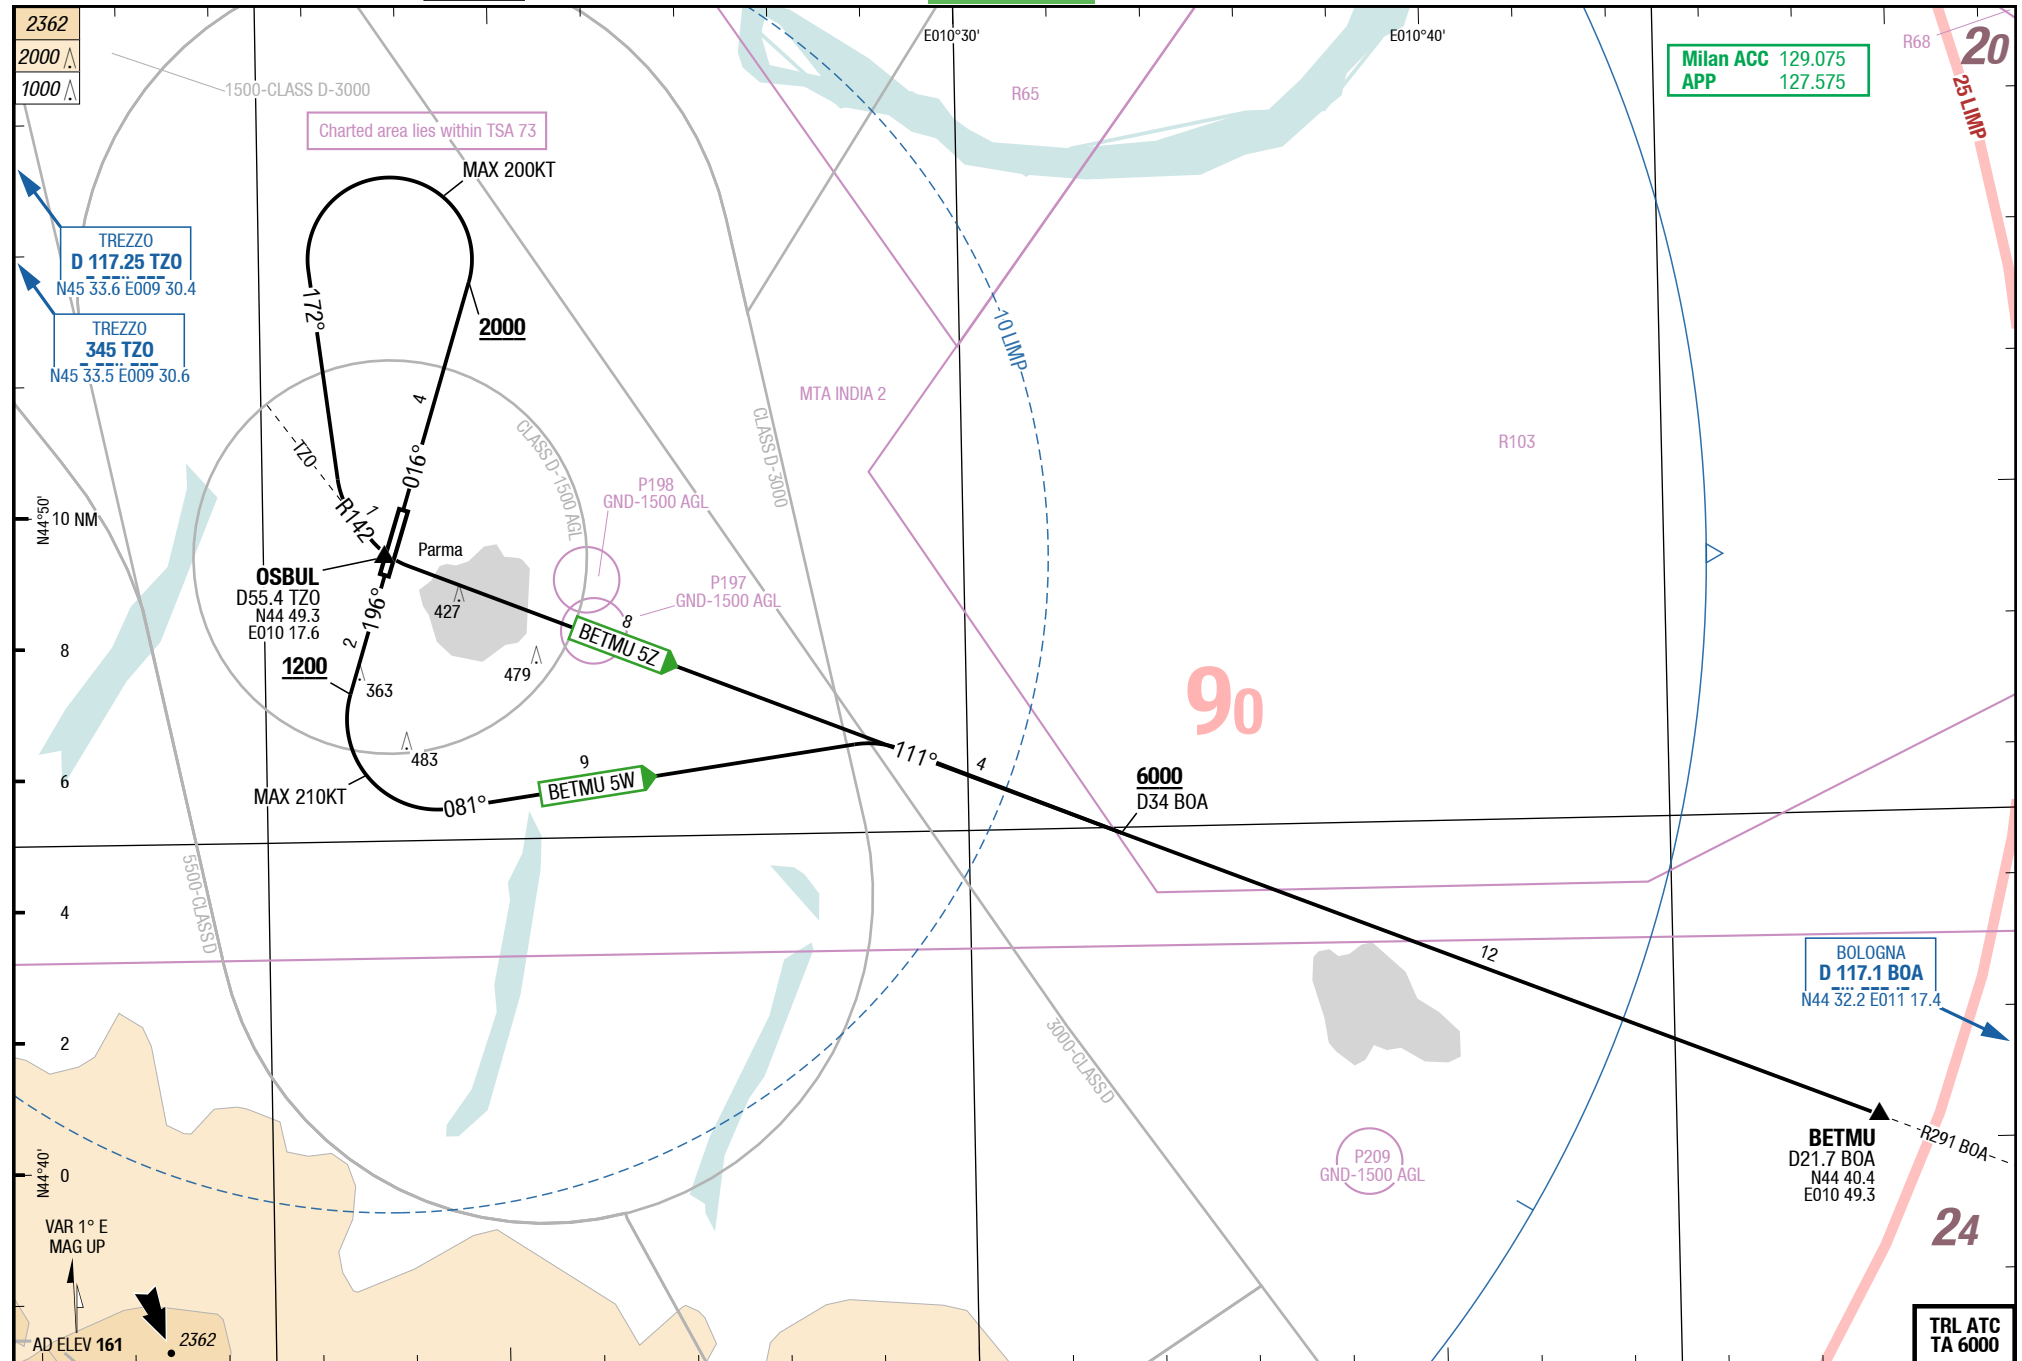 2362
2000
1000
1500-CLASS D-3000
Charted area lies within TSA 73
MAX 200KT
E010°30'
E010°40'
R65
R68
20
25 LIMP
Milan ACC 129.075
APP 127.575
TREZZO
D 117.25 TZO
N45 33.6 E009 30.4
TREZZO
345 TZO
N45 33.5 E009 30.6
172°
2000
10 LIMP
MTA INDIA 2
4
CLASS D-3000
CLASS D-1500 AGL
R103
TZO
016°
P198
GND-1500 AGL
N44°50'
10 NM
1
R142
Parma
OSBUL
D55.4 TZO
N44 49.3
E010 17.6
196°
427
P197
GND-1500 AGL
8
BETMU 5Z
8
2
1200
363
479
90
483
111°
4
6
9
BETMU 5W
MAX 210KT
081°
6000
D34 BOA
5500-CLASS D
4
12
BOLOGNA
D 117.1 BOA
N44 32.2 E011 17.4
2
3000-CLASS D
N44°40'
0
P209
GND-1500 AGL
BETMU
D21.7 BOA
N44 40.4
E010 49.3
R291 BOA
24
VAR 1° E
MAG UP
AD ELEV 161
2362
TRL ATC
TA 6000